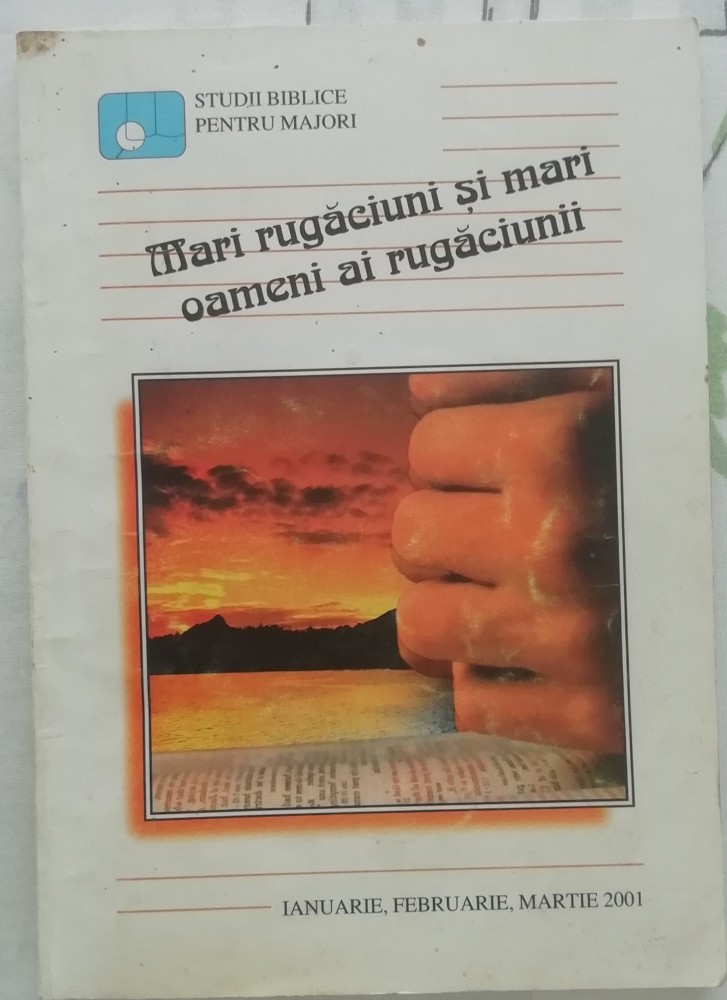 STUDII BIBLICE
PENTRU MAJORI
Mari rugăciuni și mari
oameni ai rugăciunii
IANUARIE, FEBRUARIE, MARTIE 2001